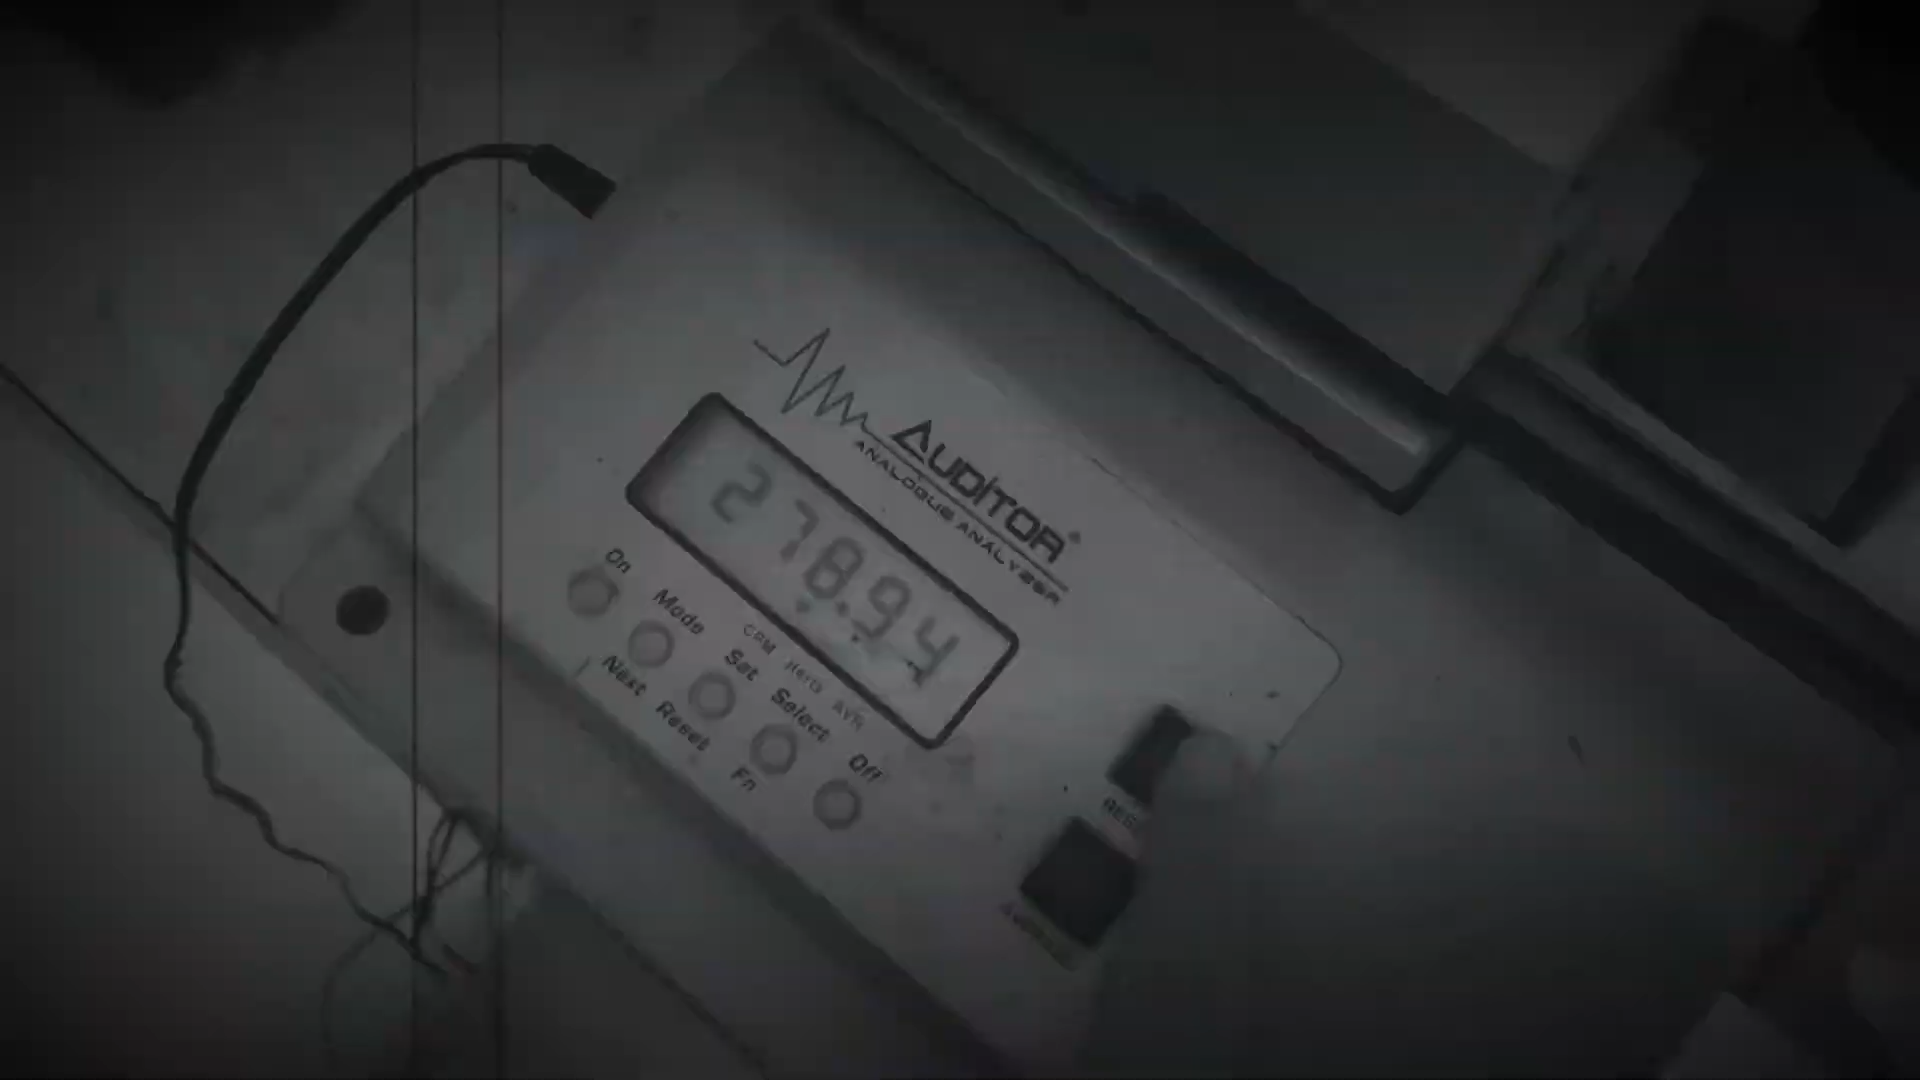 AUDITOR®
ANALOGUE ANALYSER
278.94
CPM Hertz AVR
On Mode Set Select Off
Next Reset Fn